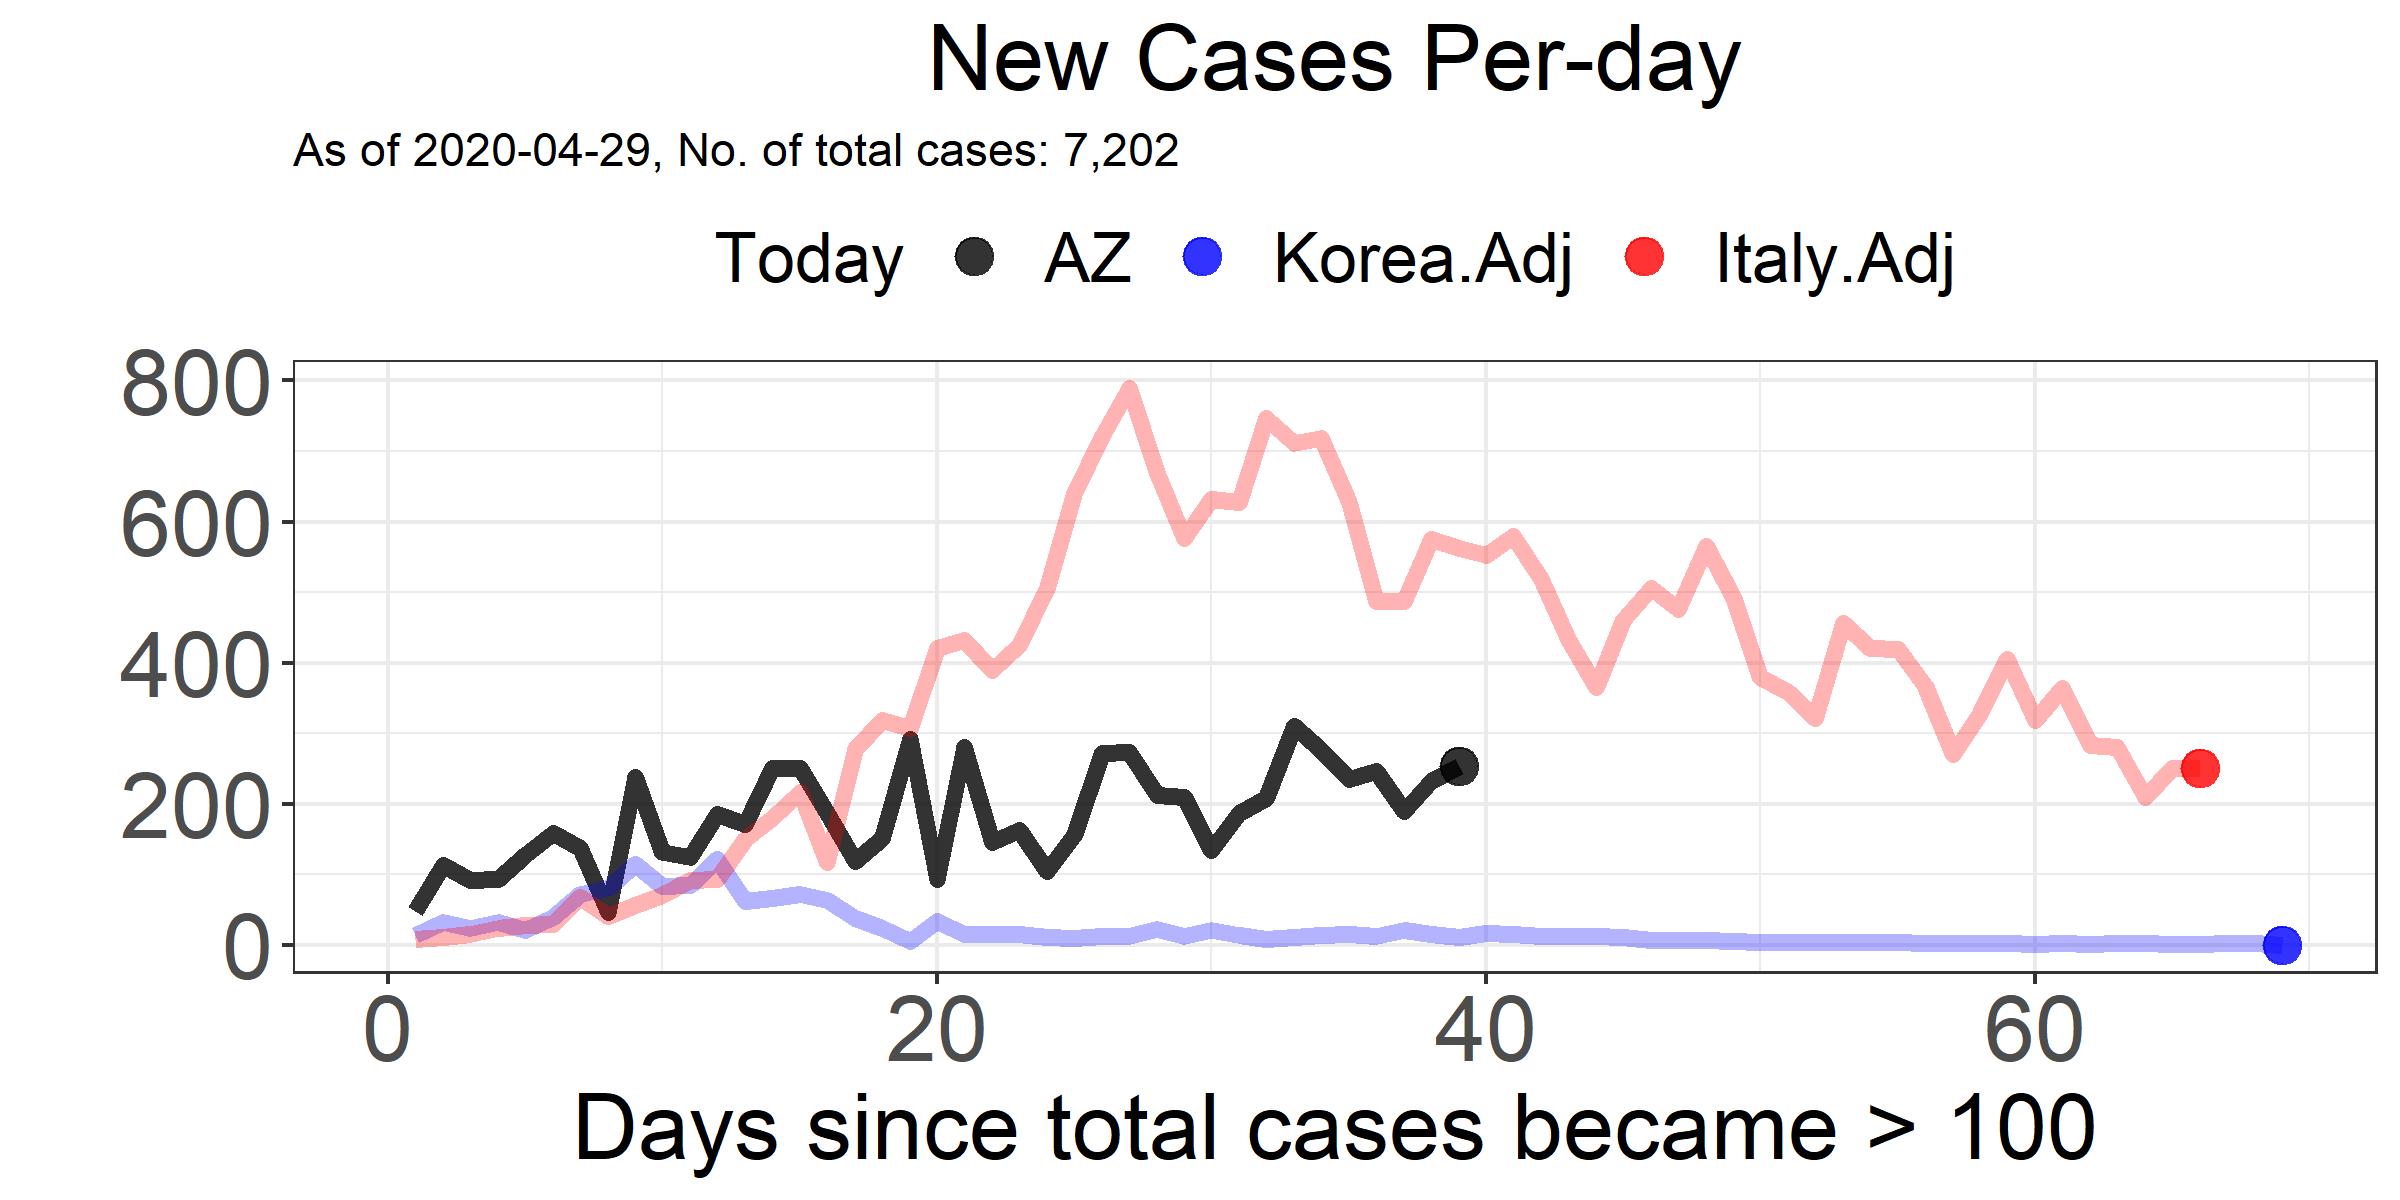 New Cases Per-day
As of 2020-04-29, No. of total cases: 7,202
Today AZ Korea.Adj Italy.Adj
800
600
400
200
0
0 20 40 60
Days since total cases became > 100